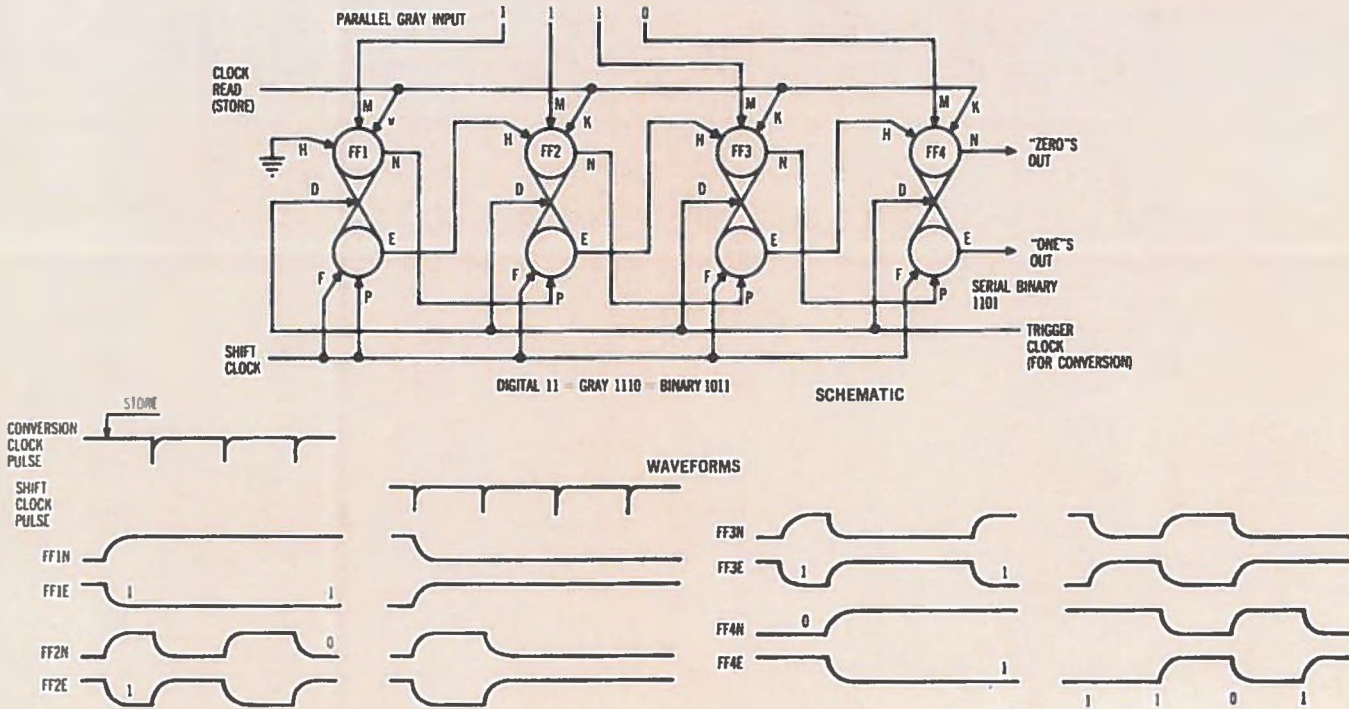 PARALLEL GRAY INPUT 1 1 1 0
CLOCK
READ
(STORE)
M v M K M K M K
H FF1 N H FF2 N H FF3 N H FF4 N "ZERO"S
OUT
D D D D
E E E E "ONE"S
OUT
F P F P F P F P
SERIAL BINARY
1101
TRIGGER
CLOCK
(FOR CONVERSION)
SHIFT
CLOCK
DIGITAL 11 = GRAY 1110 = BINARY 1011
SCHEMATIC
STORE
CONVERSION
CLOCK
PULSE
WAVEFORMS
SHIFT
CLOCK
PULSE
FF1N
FF1E 1 1
FF2N 0
FF2E 1
FF3N
FF3E 1 1
FF4N 0
FF4E 1
1 1 0 1